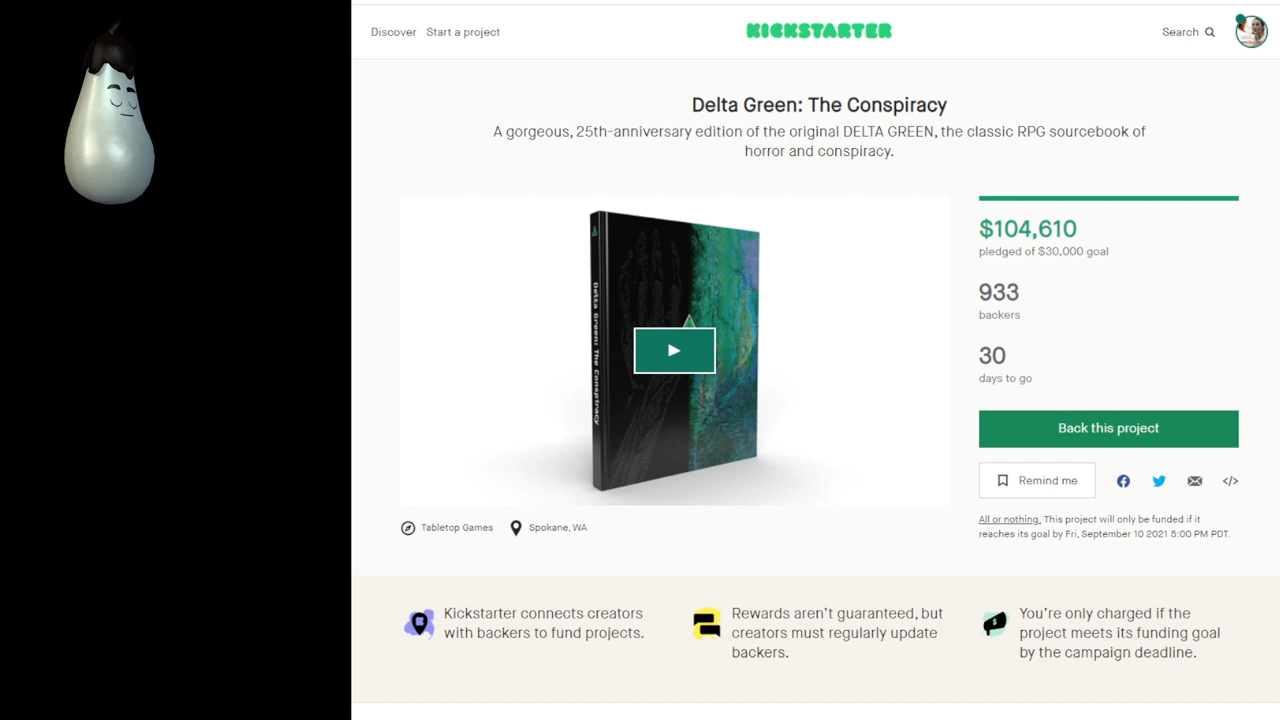 Discover Start a project
KICKSTARTER
Search
Delta Green: The Conspiracy
A gorgeous, 25th-anniversary edition of the original DELTA GREEN, the classic RPG sourcebook of
horror and conspiracy.
Delta Green: The Conspiracy
$104,610
pledged of $30,000 goal
933
backers
30
days to go
Back this project
Remind me
All or nothing. This project will only be funded if it
reaches its goal by Fri, September 10 2021 5:00 PM PDT.
Tabletop Games Spokane, WA
Kickstarter connects creators
with backers to fund projects.
Rewards aren't guaranteed, but
creators must regularly update
backers.
You're only charged if the
project meets its funding goal
by the campaign deadline.